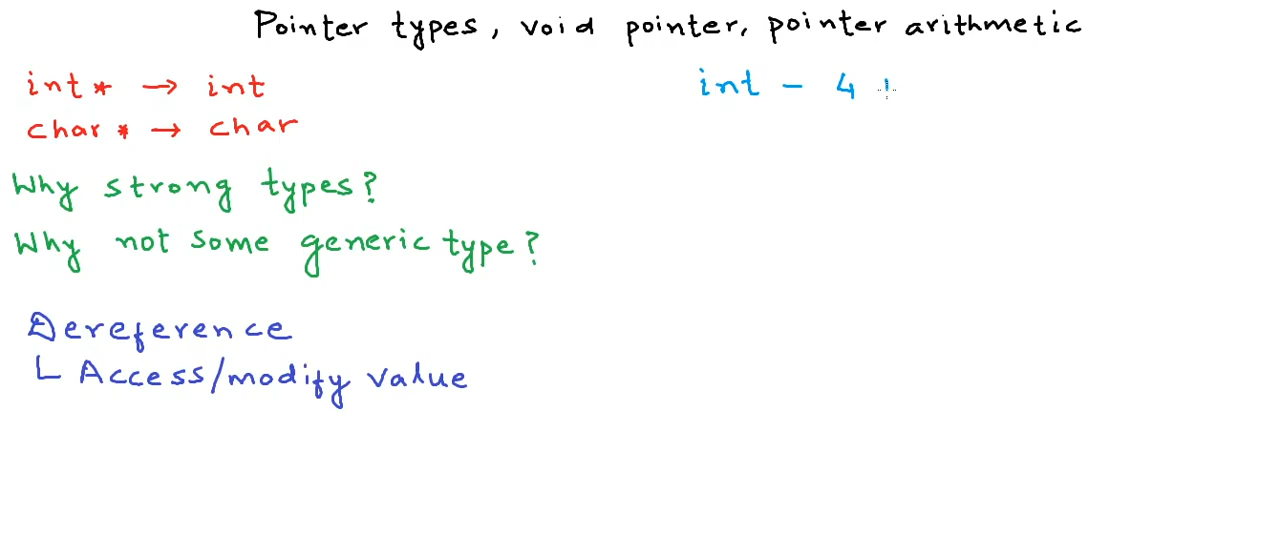 Pointer types, void pointer, pointer arithmetic
int* → int
char* → char
Why strong types?
Why not some generic type?
Dereference
└ Access/modify value
int - 4